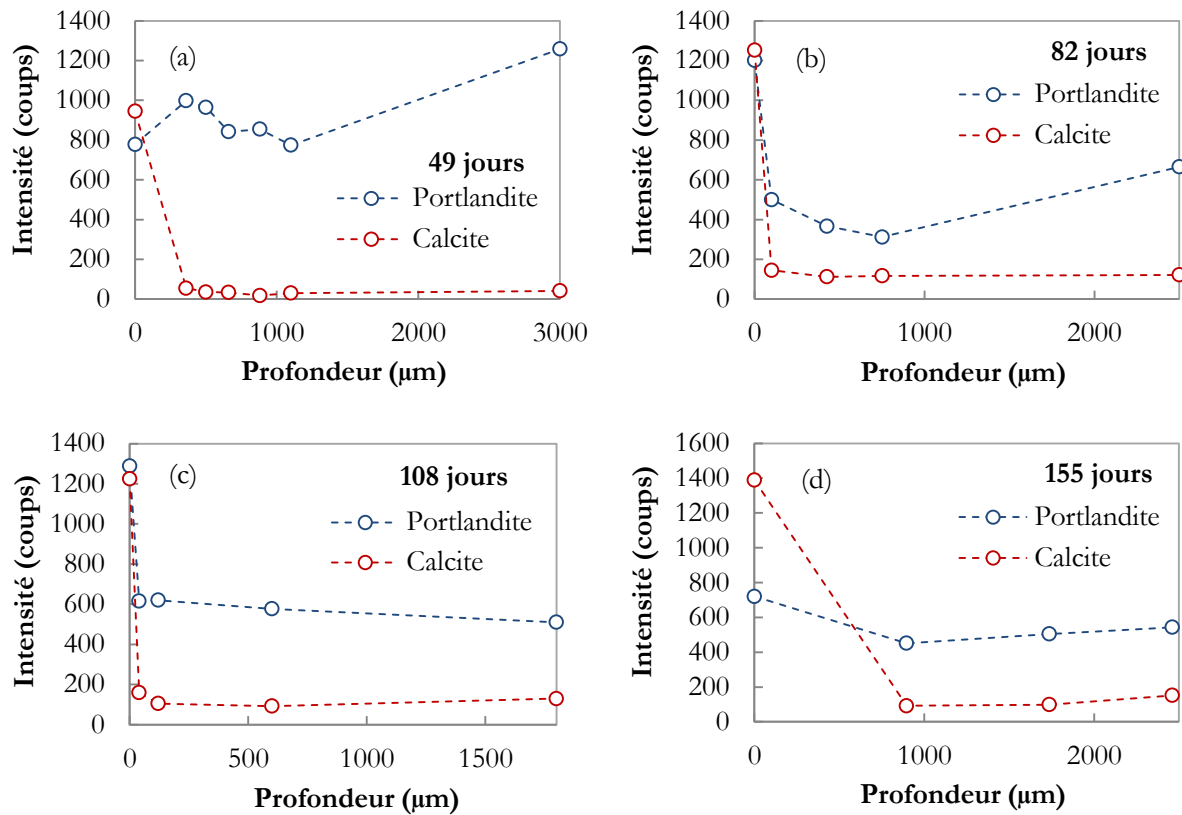 1400
1200
1000
800
600
400
200
0
Intensité (coups)
(a)
49 jours
Portlandite
Calcite
0
1000
2000
3000
Profondeur (µm)
1400
1200
1000
800
600
400
200
0
Intensité (coups)
(b)
82 jours
Portlandite
Calcite
0
1000
2000
Profondeur (µm)
1400
1200
1000
800
600
400
200
0
Intensité (coups)
(c)
108 jours
Portlandite
Calcite
0
500
1000
1500
Profondeur (µm)
1600
1400
1200
1000
800
600
400
200
0
Intensité (coups)
(d)
155 jours
Portlandite
Calcite
0
1000
2000
Profondeur (µm)